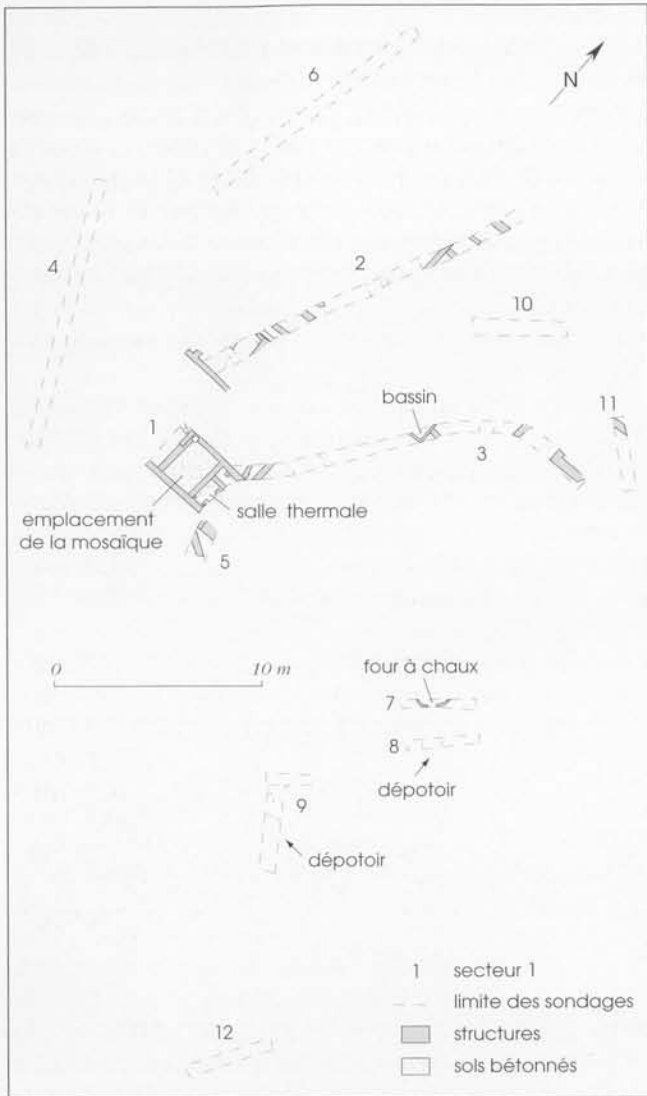 6
N
4
2
10
bassin
11
1
3
emplacement
de la mosaïque
salle thermale
5
0 10 m
four à chaux
7
8
dépotoir
9
dépotoir
1 secteur 1
limite des sondages
12
structures
sols bétonnés